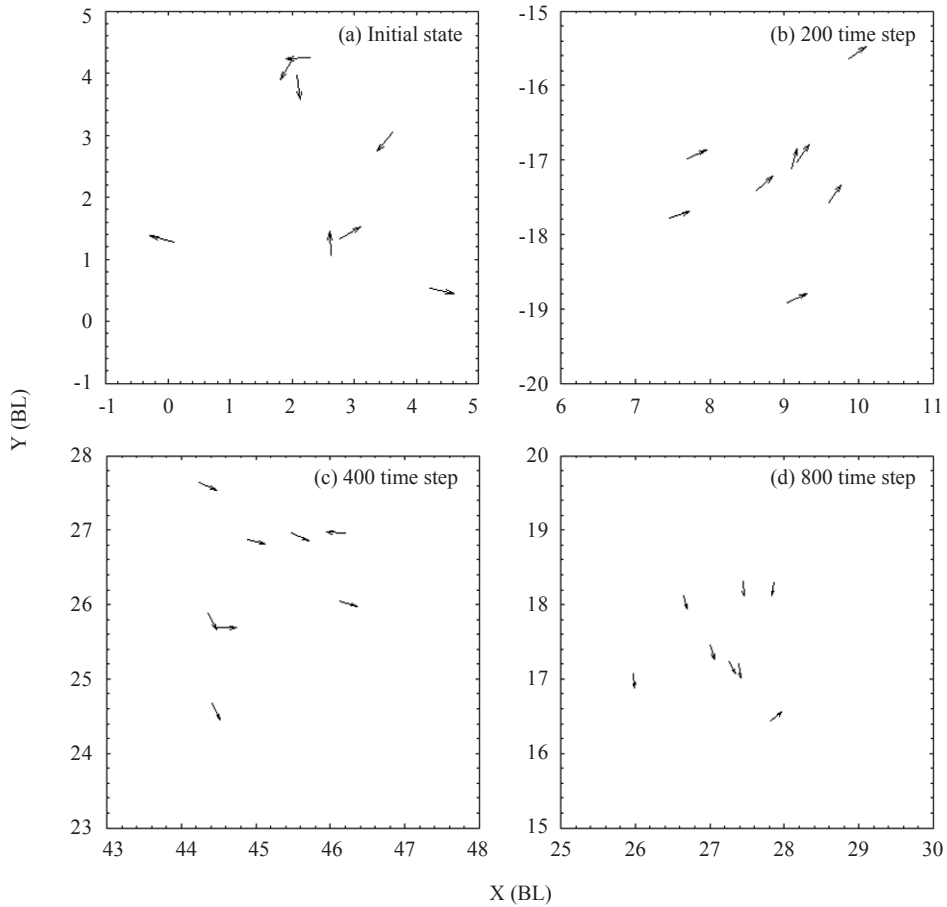 (a) Initial state
5
4
3
2
1
0
-1
-1 0 1 2 3 4 5
(b) 200 time step
-15
-16
-17
-18
-19
-20
6 7 8 9 10 11
Y (BL)
(c) 400 time step
28
27
26
25
24
23
43 44 45 46 47 48
(d) 800 time step
20
19
18
17
16
15
25 26 27 28 29 30
X (BL)